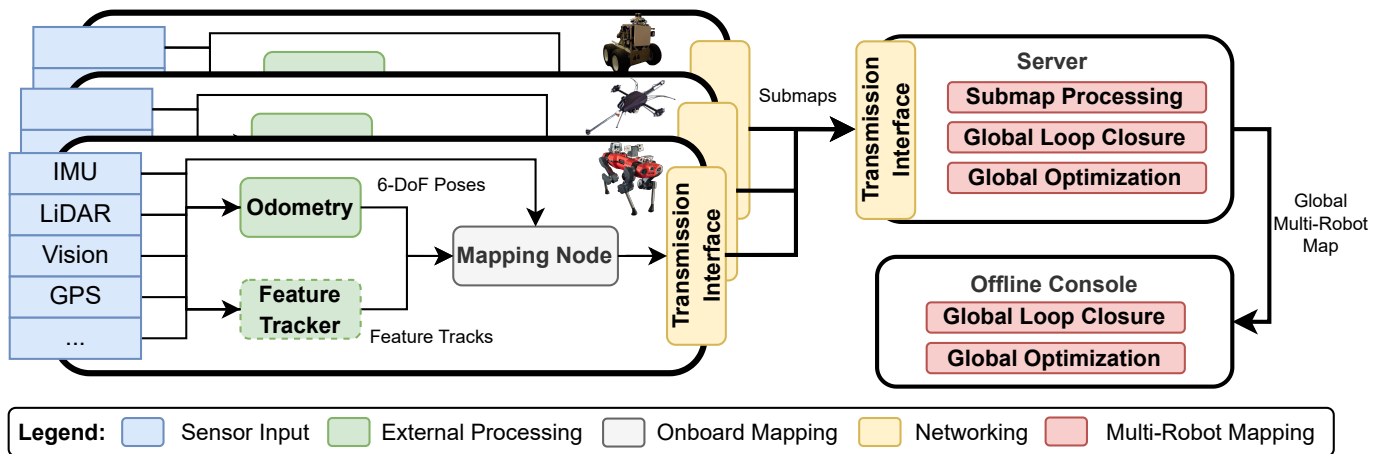 IMU
LiDAR
Vision
GPS
...
Odometry
Feature
Tracker
6-DoF Poses
Feature Tracks
Mapping Node
Transmission
Interface
Submaps
Transmission
Interface
Server
Submap Processing
Global Loop Closure
Global Optimization
Global
Multi-Robot
Map
Offline Console
Global Loop Closure
Global Optimization
Legend: Sensor Input External Processing Onboard Mapping Networking Multi-Robot Mapping